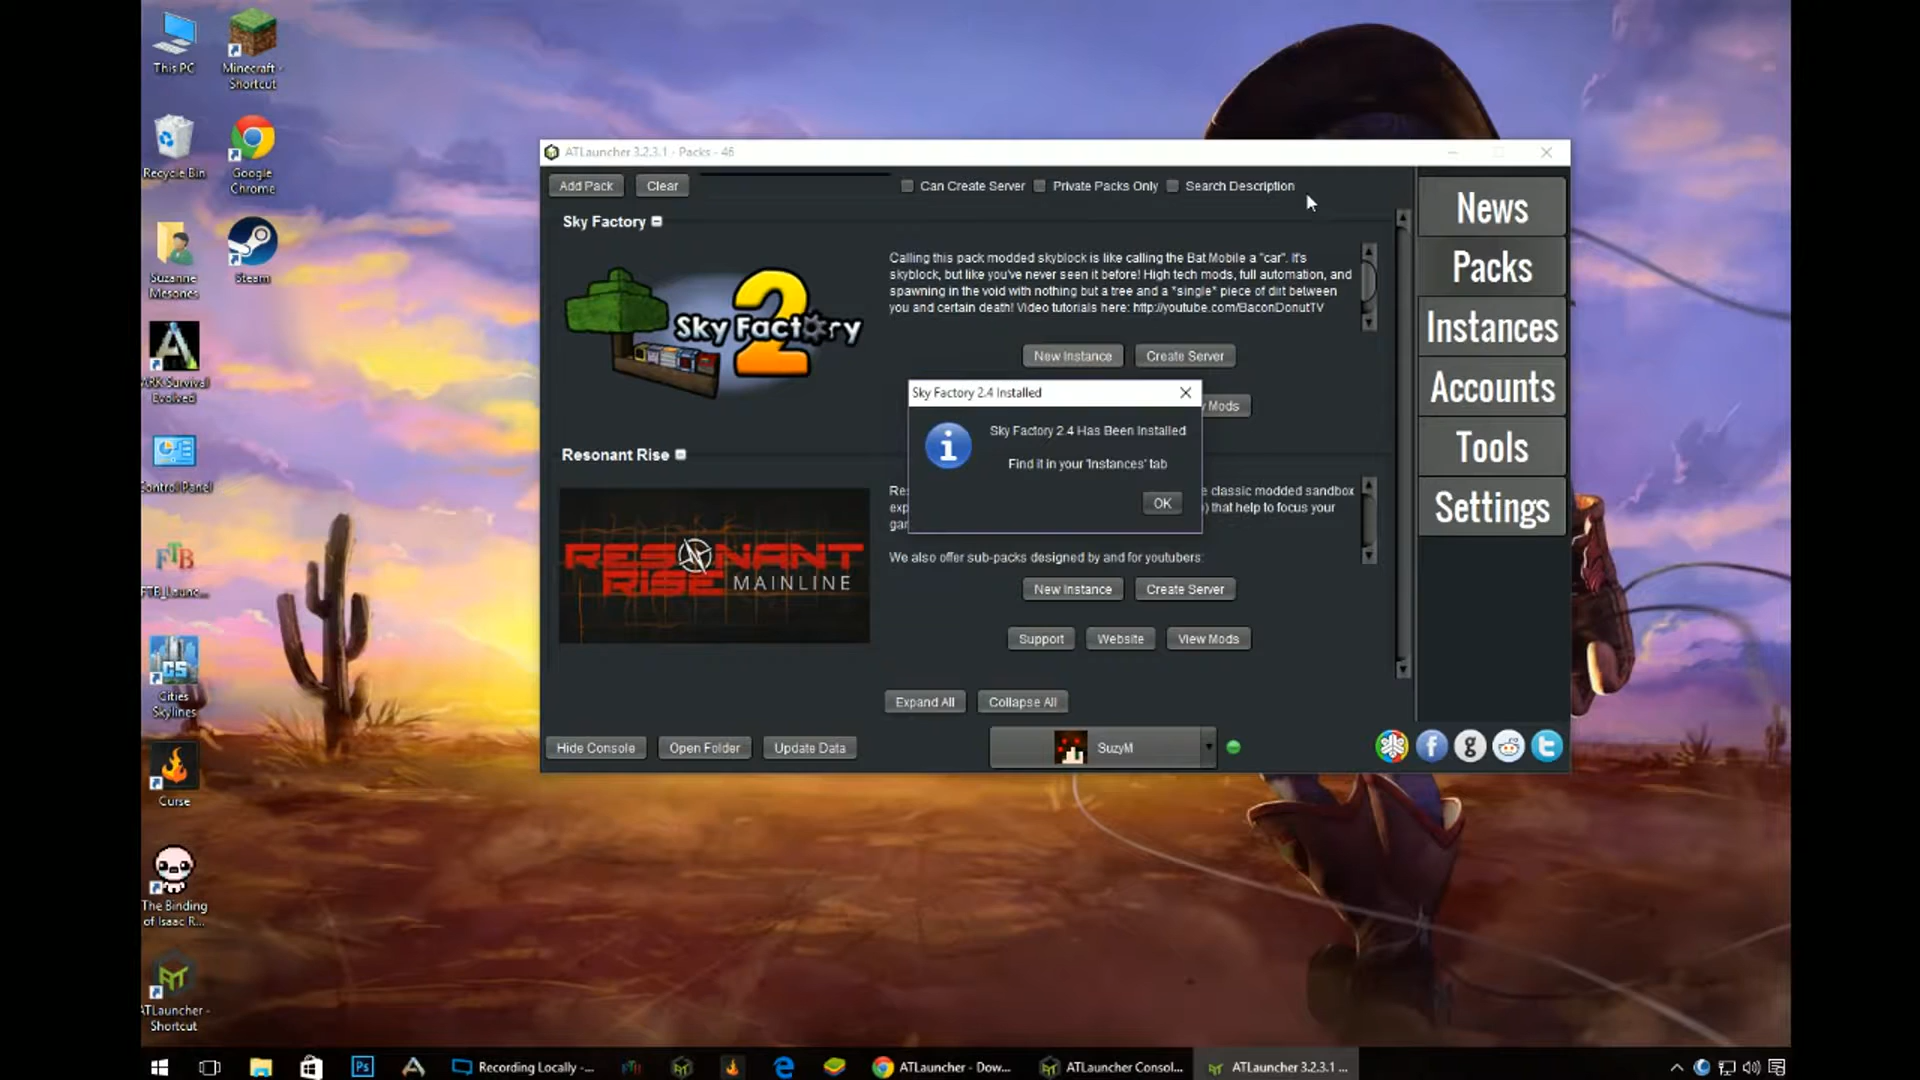 This PC
Minecraft -
Shortcut
Recycle Bin
Google
Chrome
Suzanne
Mesones
Steam
ARK Survival
Evolved
Control Panel
FTB
FTB_Launc...
CS
Cities
Skylines
Curse
The Binding
of Isaac R...
ATLauncher -
Shortcut
ATLauncher 3.2.3.1 - Packs - 46
Add Pack
Clear
Can Create Server
Private Packs Only
Search Description
Sky Factory
Sky Factory
2
Calling this pack modded skyblock is like calling the Bat Mobile a "car". It's
skyblock, but like you've never seen it before! High tech mods, full automation, and
spawning in the void with nothing but a tree and a *single* piece of dirt between
you and certain death! Video tutorials here: http://youtube.com/BaconDonutTV
New Instance
Create Server
Mods
Sky Factory 2.4 Installed
Sky Factory 2.4 Has Been Installed
Find it in your 'Instances' tab
OK
Resonant Rise
RESONANT
RISE MAINLINE
classic modded sandbox
that help to focus your
We also offer sub-packs designed by and for youtubers:
New Instance
Create Server
Support
Website
View Mods
Expand All
Collapse All
Hide Console
Open Folder
Update Data
SuzyM
News
Packs
Instances
Accounts
Tools
Settings
Ps
Recording Locally -...
ATLauncher - Dow...
ATLauncher Consol...
ATLauncher 3.2.3.1 ...